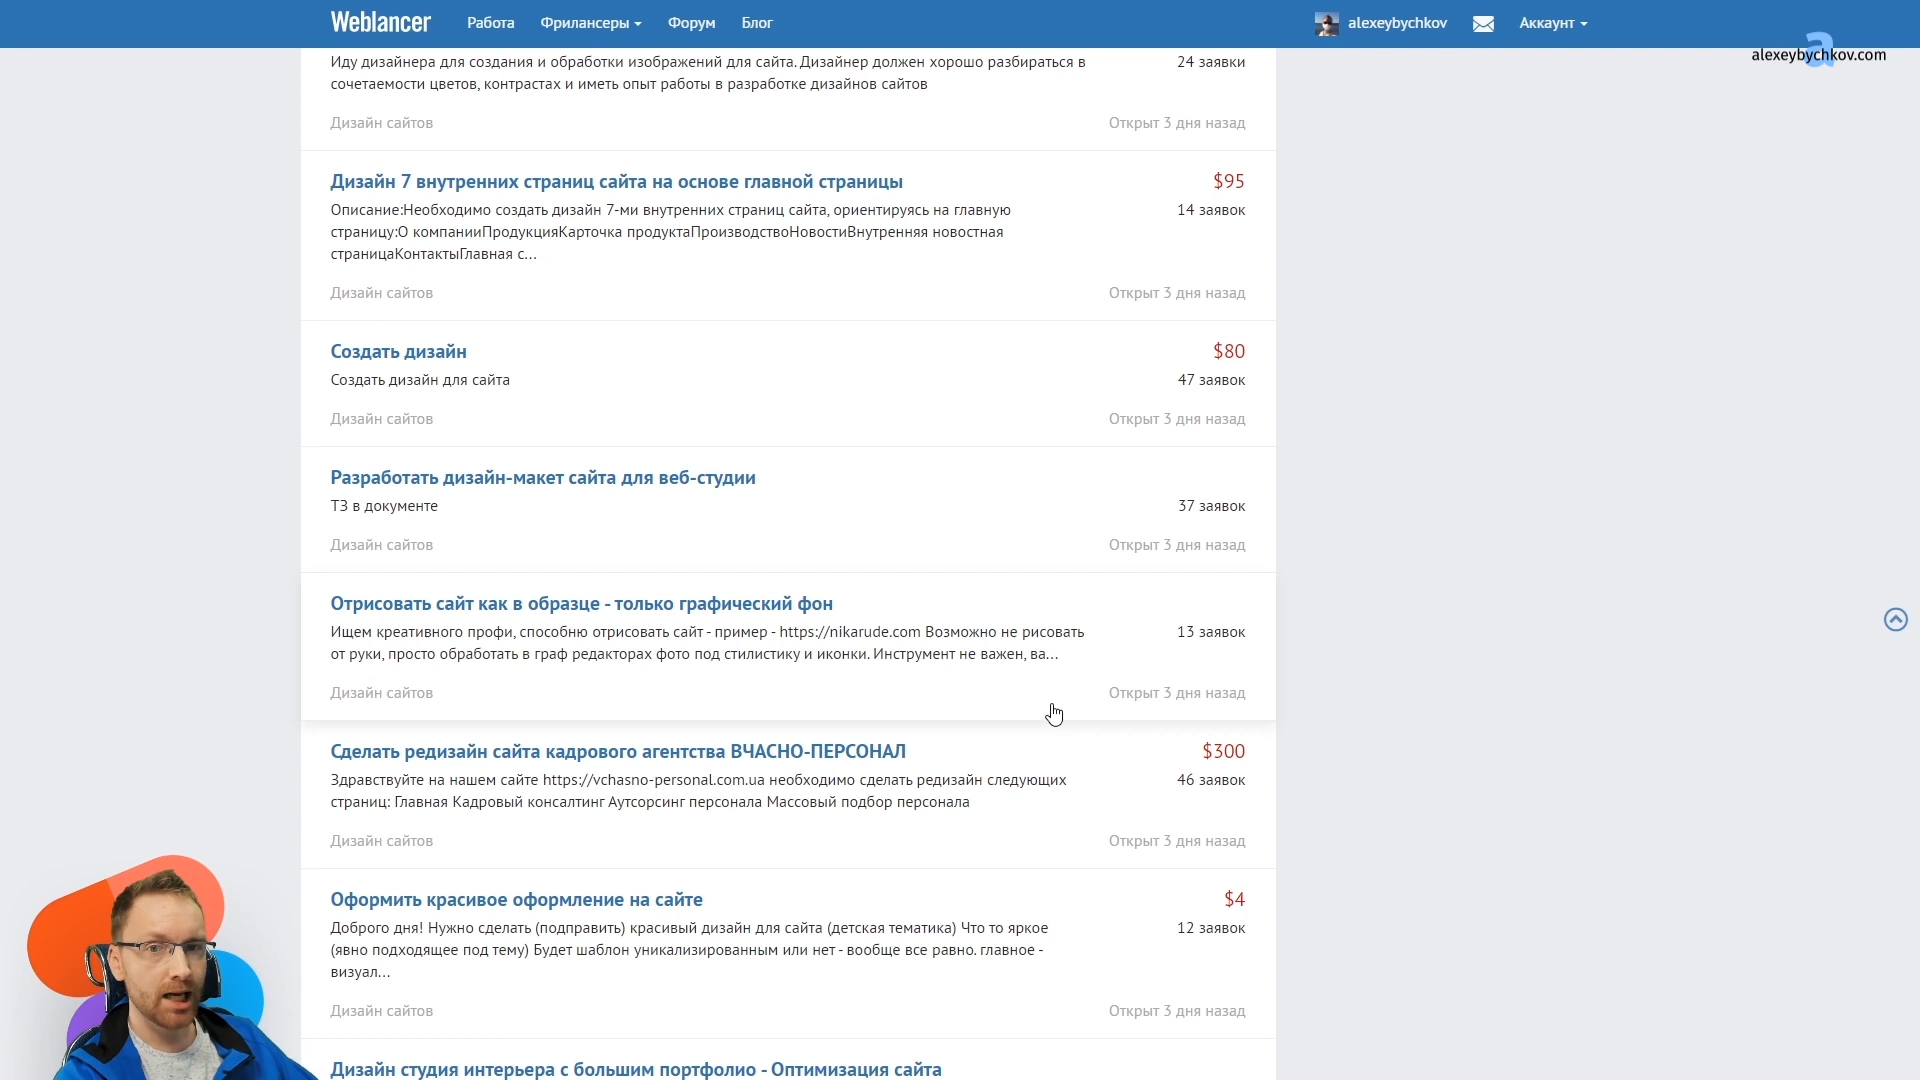 Weblancer Работа Фрилансеры Форум Блог alexeybychkov Аккаунт
alexeybychkov.com
Иду дизайнера для создания и обработки изображений для сайта. Дизайнер должен хорошо разбираться в 24 заявки
сочетаемости цветов, контрастах и иметь опыт работы в разработке дизайнов сайтов
Дизайн сайтов Открыт 3 дня назад
Дизайн 7 внутренних страниц сайта на основе главной страницы $95
Описание:Необходимо создать дизайн 7-ми внутренних страниц сайта, ориентируясь на главную 14 заявок
страницу:О компанииПродукцияКарточка продуктаПроизводствоНовостиВнутренняя новостная
страницаКонтактыГлавная с...
Дизайн сайтов Открыт 3 дня назад
Создать дизайн $80
Создать дизайн для сайта 47 заявок
Дизайн сайтов Открыт 3 дня назад
Разработать дизайн-макет сайта для веб-студии
ТЗ в документе 37 заявок
Дизайн сайтов Открыт 3 дня назад
Отрисовать сайт как в образце - только графический фон
Ищем креативного профи, способню отрисовать сайт - пример - https://nikarude.com Возможно не рисовать 13 заявок
от руки, просто обработать в граф редакторах фото под стилистику и иконки. Инструмент не важен, ва...
Дизайн сайтов Открыт 3 дня назад
Сделать редизайн сайта кадрового агентства ВЧАСНО-ПЕРСОНАЛ $300
Здравствуйте на нашем сайте https://vchasno-personal.com.ua необходимо сделать редизайн следующих 46 заявок
страниц: Главная Кадровый консалтинг Аутсорсинг персонала Массовый подбор персонала
Дизайн сайтов Открыт 3 дня назад
Оформить красивое оформление на сайте $4
Доброго дня! Нужно сделать (подправить) красивый дизайн для сайта (детская тематика) Что то яркое 12 заявок
(явно подходящее под тему) Будет шаблон уникализированным или нет - вообще все равно. главное -
визуал...
Дизайн сайтов Открыт 3 дня назад
Дизайн студия интерьера с большим портфолио - Оптимизация сайта